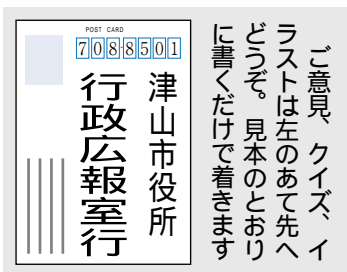 ご意見、クイズ、イ
ラストは左のあて先へ
どうぞ。見本のとおり
に書くだけで着きます
POST CARD
7088501
津山市役所
行政広報室行